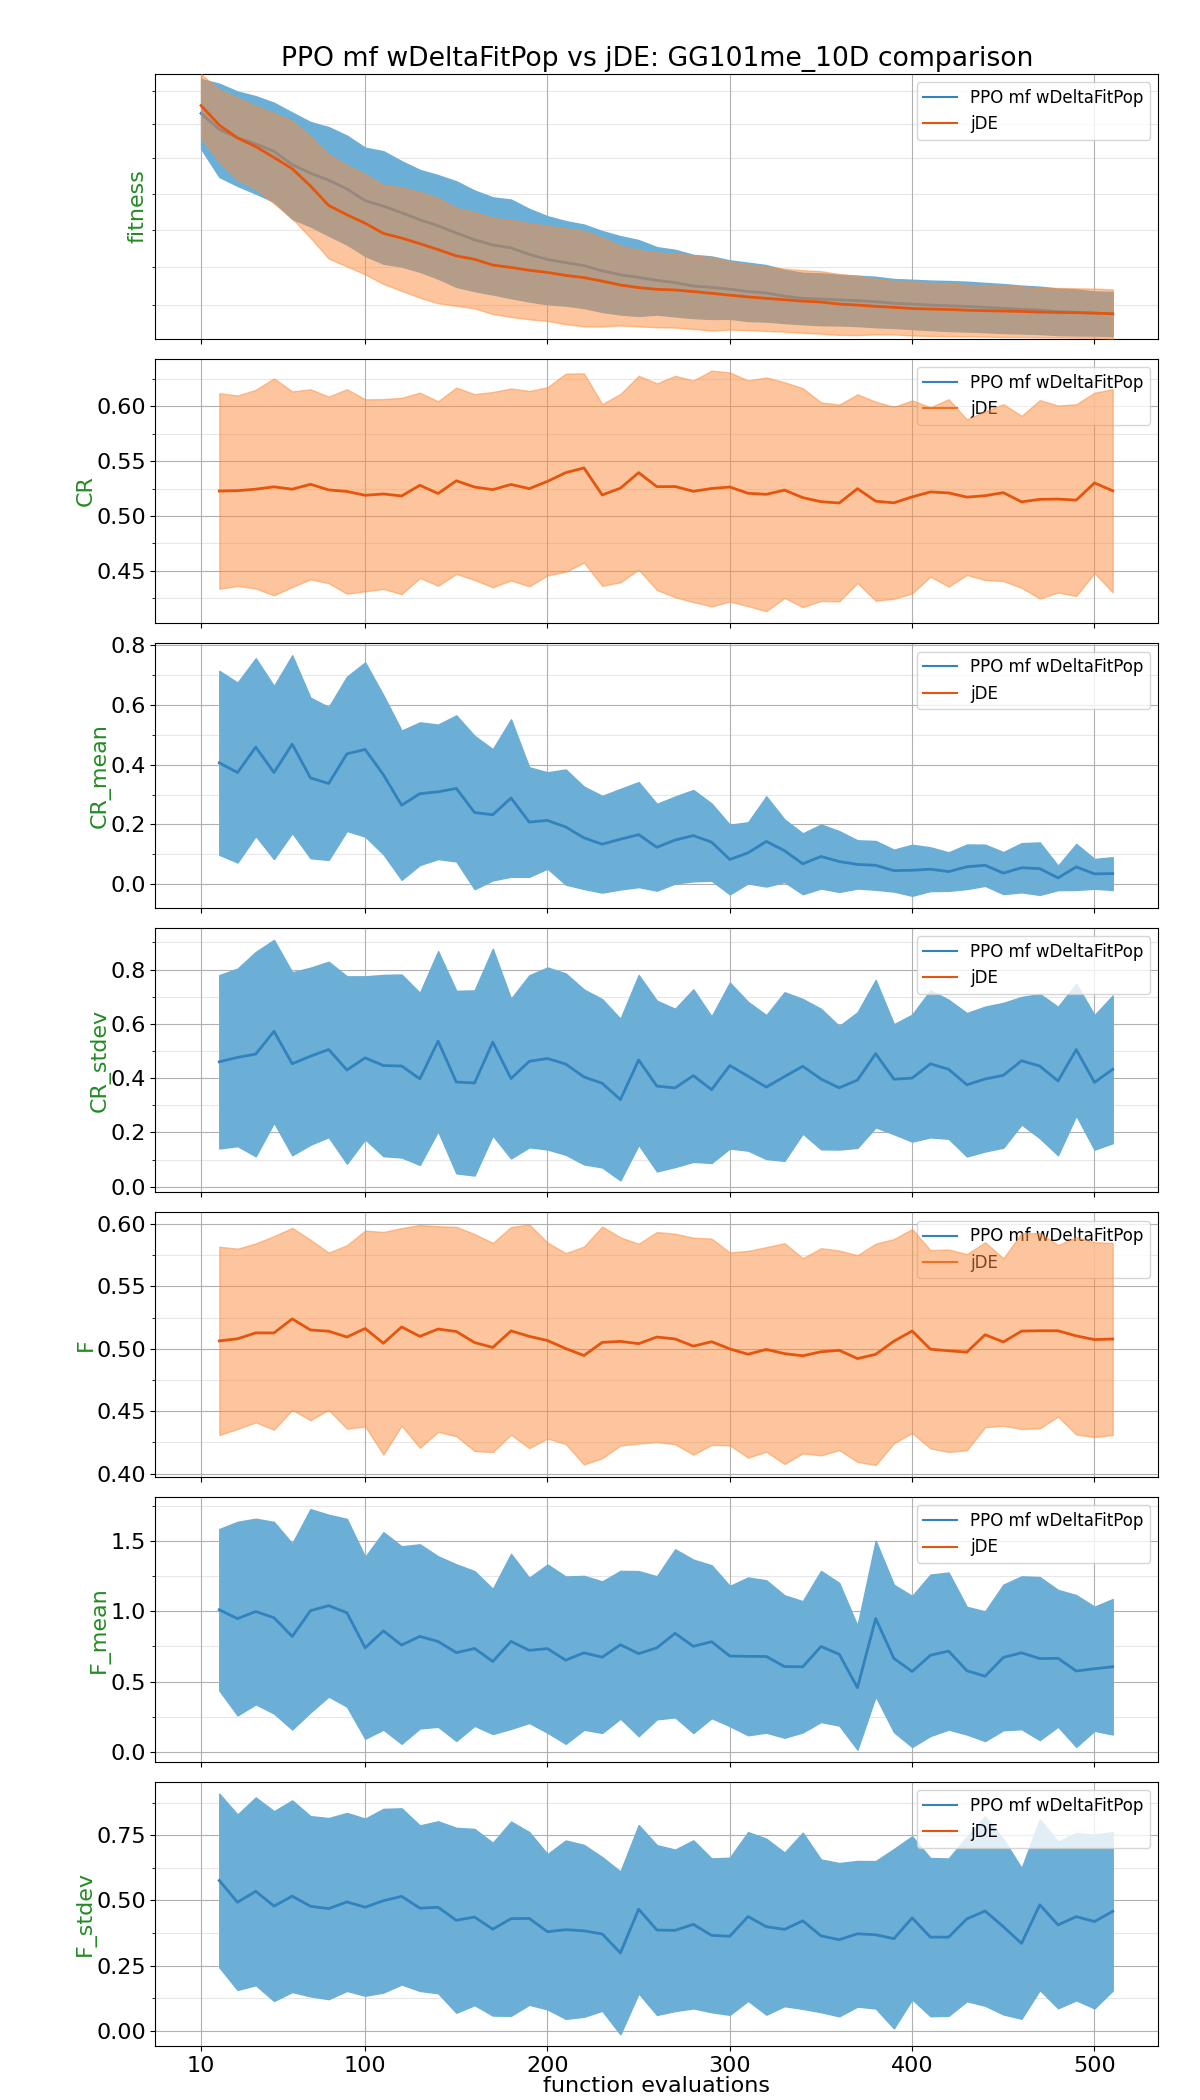 PPO mf wDeltaFitPop vs jDE: GG101me_10D comparison
fitness
PPO mf wDeltaFitPop
jDE
CR
0.60
0.55
0.50
0.45
PPO mf wDeltaFitPop
jDE
CR_mean
0.8
0.6
0.4
0.2
0.0
PPO mf wDeltaFitPop
jDE
CR_stdev
0.8
0.6
0.4
0.2
0.0
PPO mf wDeltaFitPop
jDE
F
0.60
0.55
0.50
0.45
0.40
PPO mf wDeltaFitPop
jDE
F_mean
1.5
1.0
0.5
0.0
PPO mf wDeltaFitPop
jDE
F_stdev
0.75
0.50
0.25
0.00
PPO mf wDeltaFitPop
jDE
10 100 200 300 400 500
function evaluations